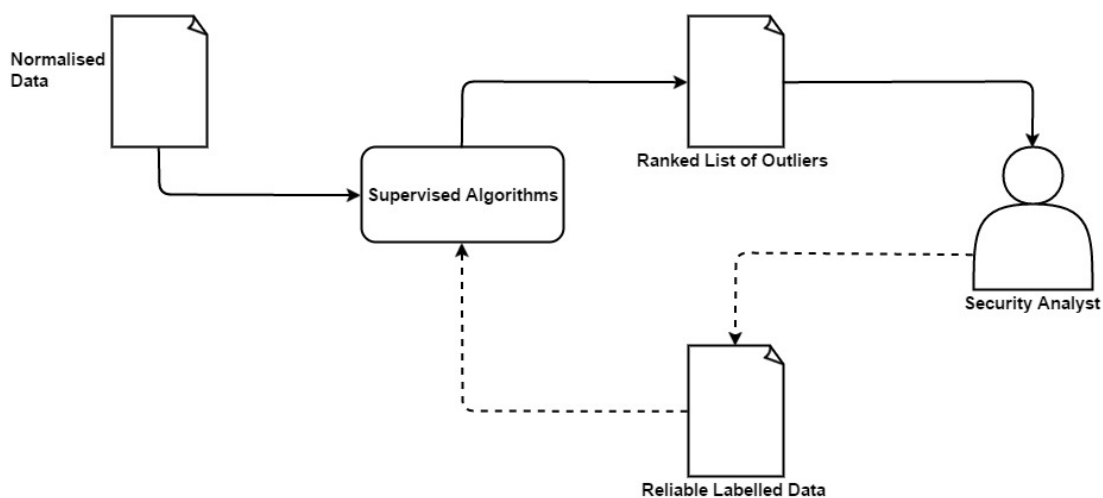 Normalised
Data
Supervised Algorithms
Ranked List of Outliers
Security Analyst
Reliable Labelled Data